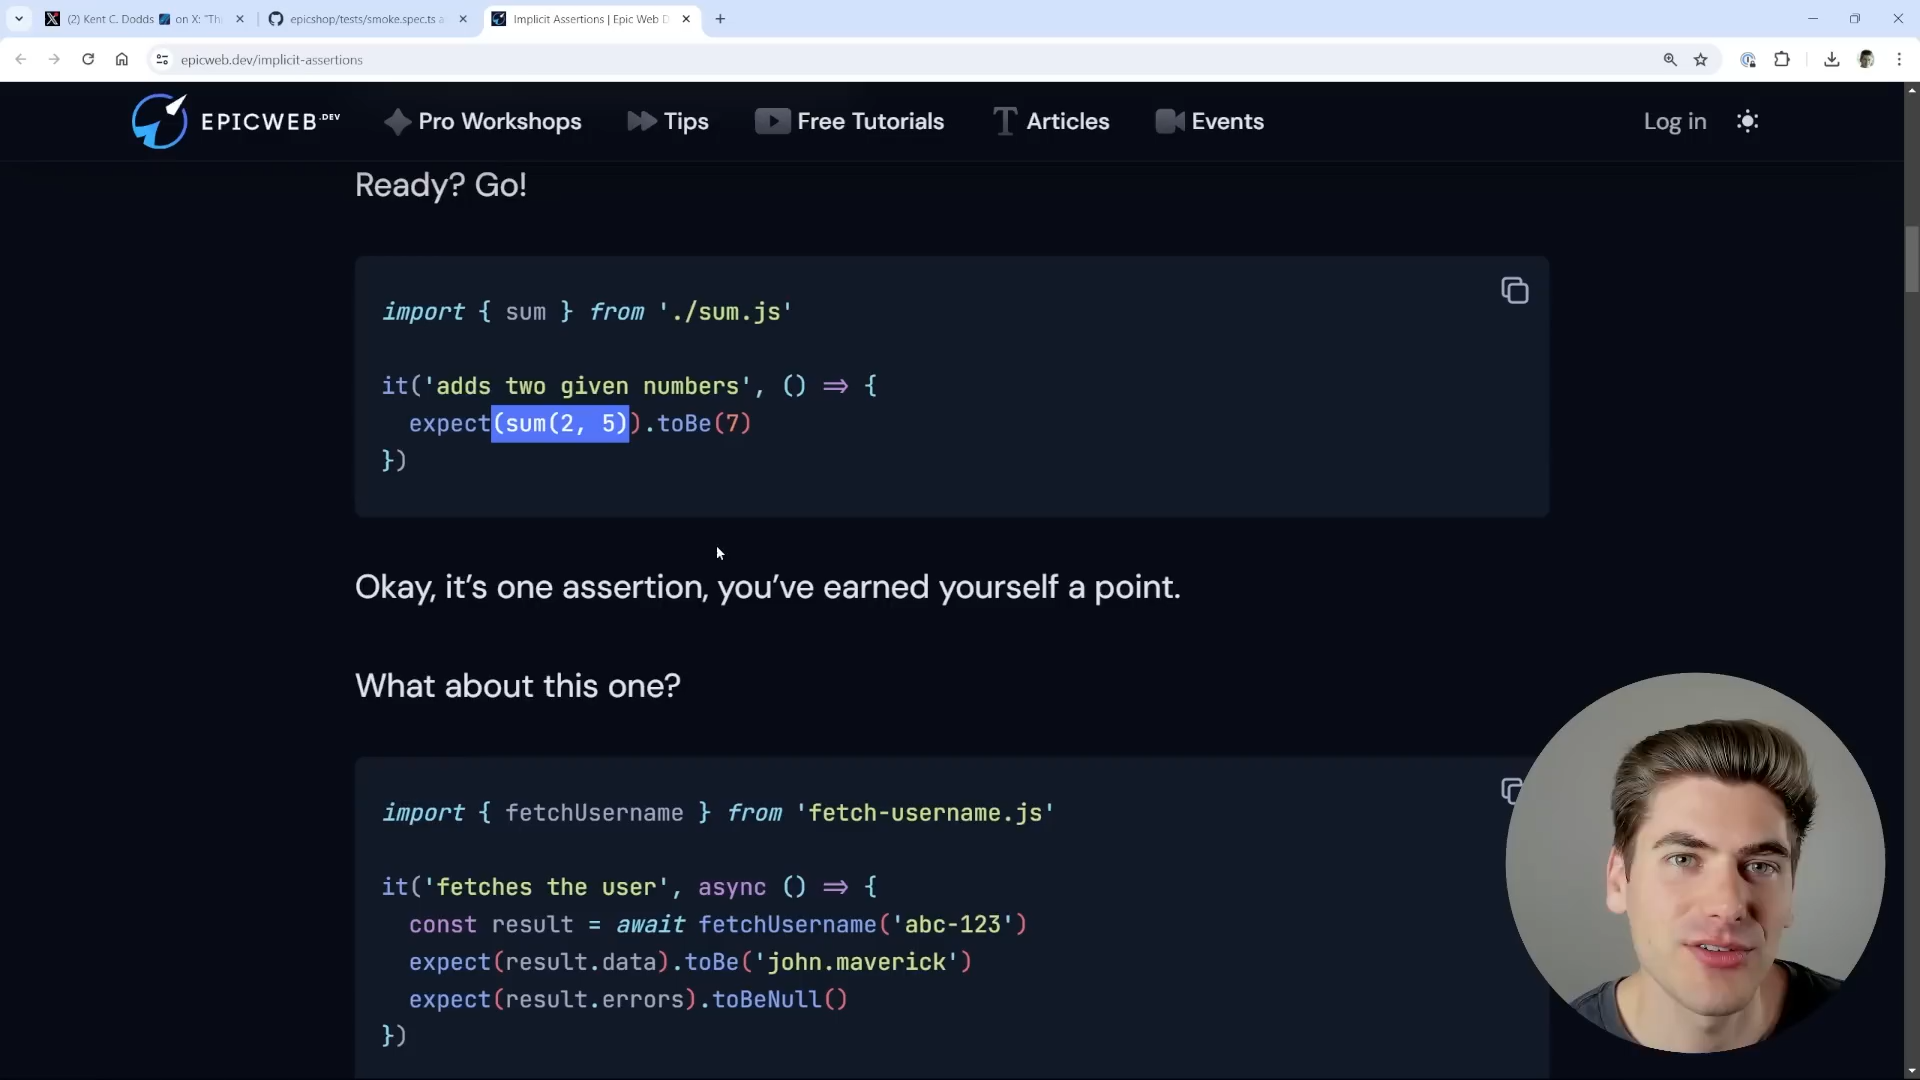 (2) Kent C. Dodds on X: "Th
epicshop/tests/smoke.spec.ts a
Implicit Assertions | Epic Web D
epicweb.dev/implicit-assertions
EPICWEB.DEV
Pro Workshops
Tips
Free Tutorials
Articles
Events
Log in
Ready? Go!
import { sum } from './sum.js'
it('adds two given numbers', () => {
expect(sum(2, 5)).toBe(7)
})
Okay, it’s one assertion, you’ve earned yourself a point.
What about this one?
import { fetchUsername } from 'fetch-username.js'
it('fetches the user', async () => {
const result = await fetchUsername('abc-123')
expect(result.data).toBe('john.maverick')
expect(result.errors).toBeNull()
})